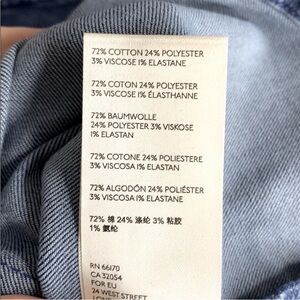 72% COTTON 24% POLYESTER
3% VISCOSE 1% ELASTANE
72% COTON 24% POLYESTER
3% VISCOSE 1% ÉLASTHANNE
72% BAUMWOLLE
24% POLYESTER 3% VISKOSE
1% ELASTAN
72% COTONE 24% POLIESTERE
3% VISCOSA 1% ELASTAN
72% ALGODÓN 24% POLIÉSTER
3% VISCOSA 1% ELASTANE
72% 棉 24% 涤纶 3% 粘胶
1% 氨纶
RN 66170
CA 32054
FOR EU
24 WEST STREET